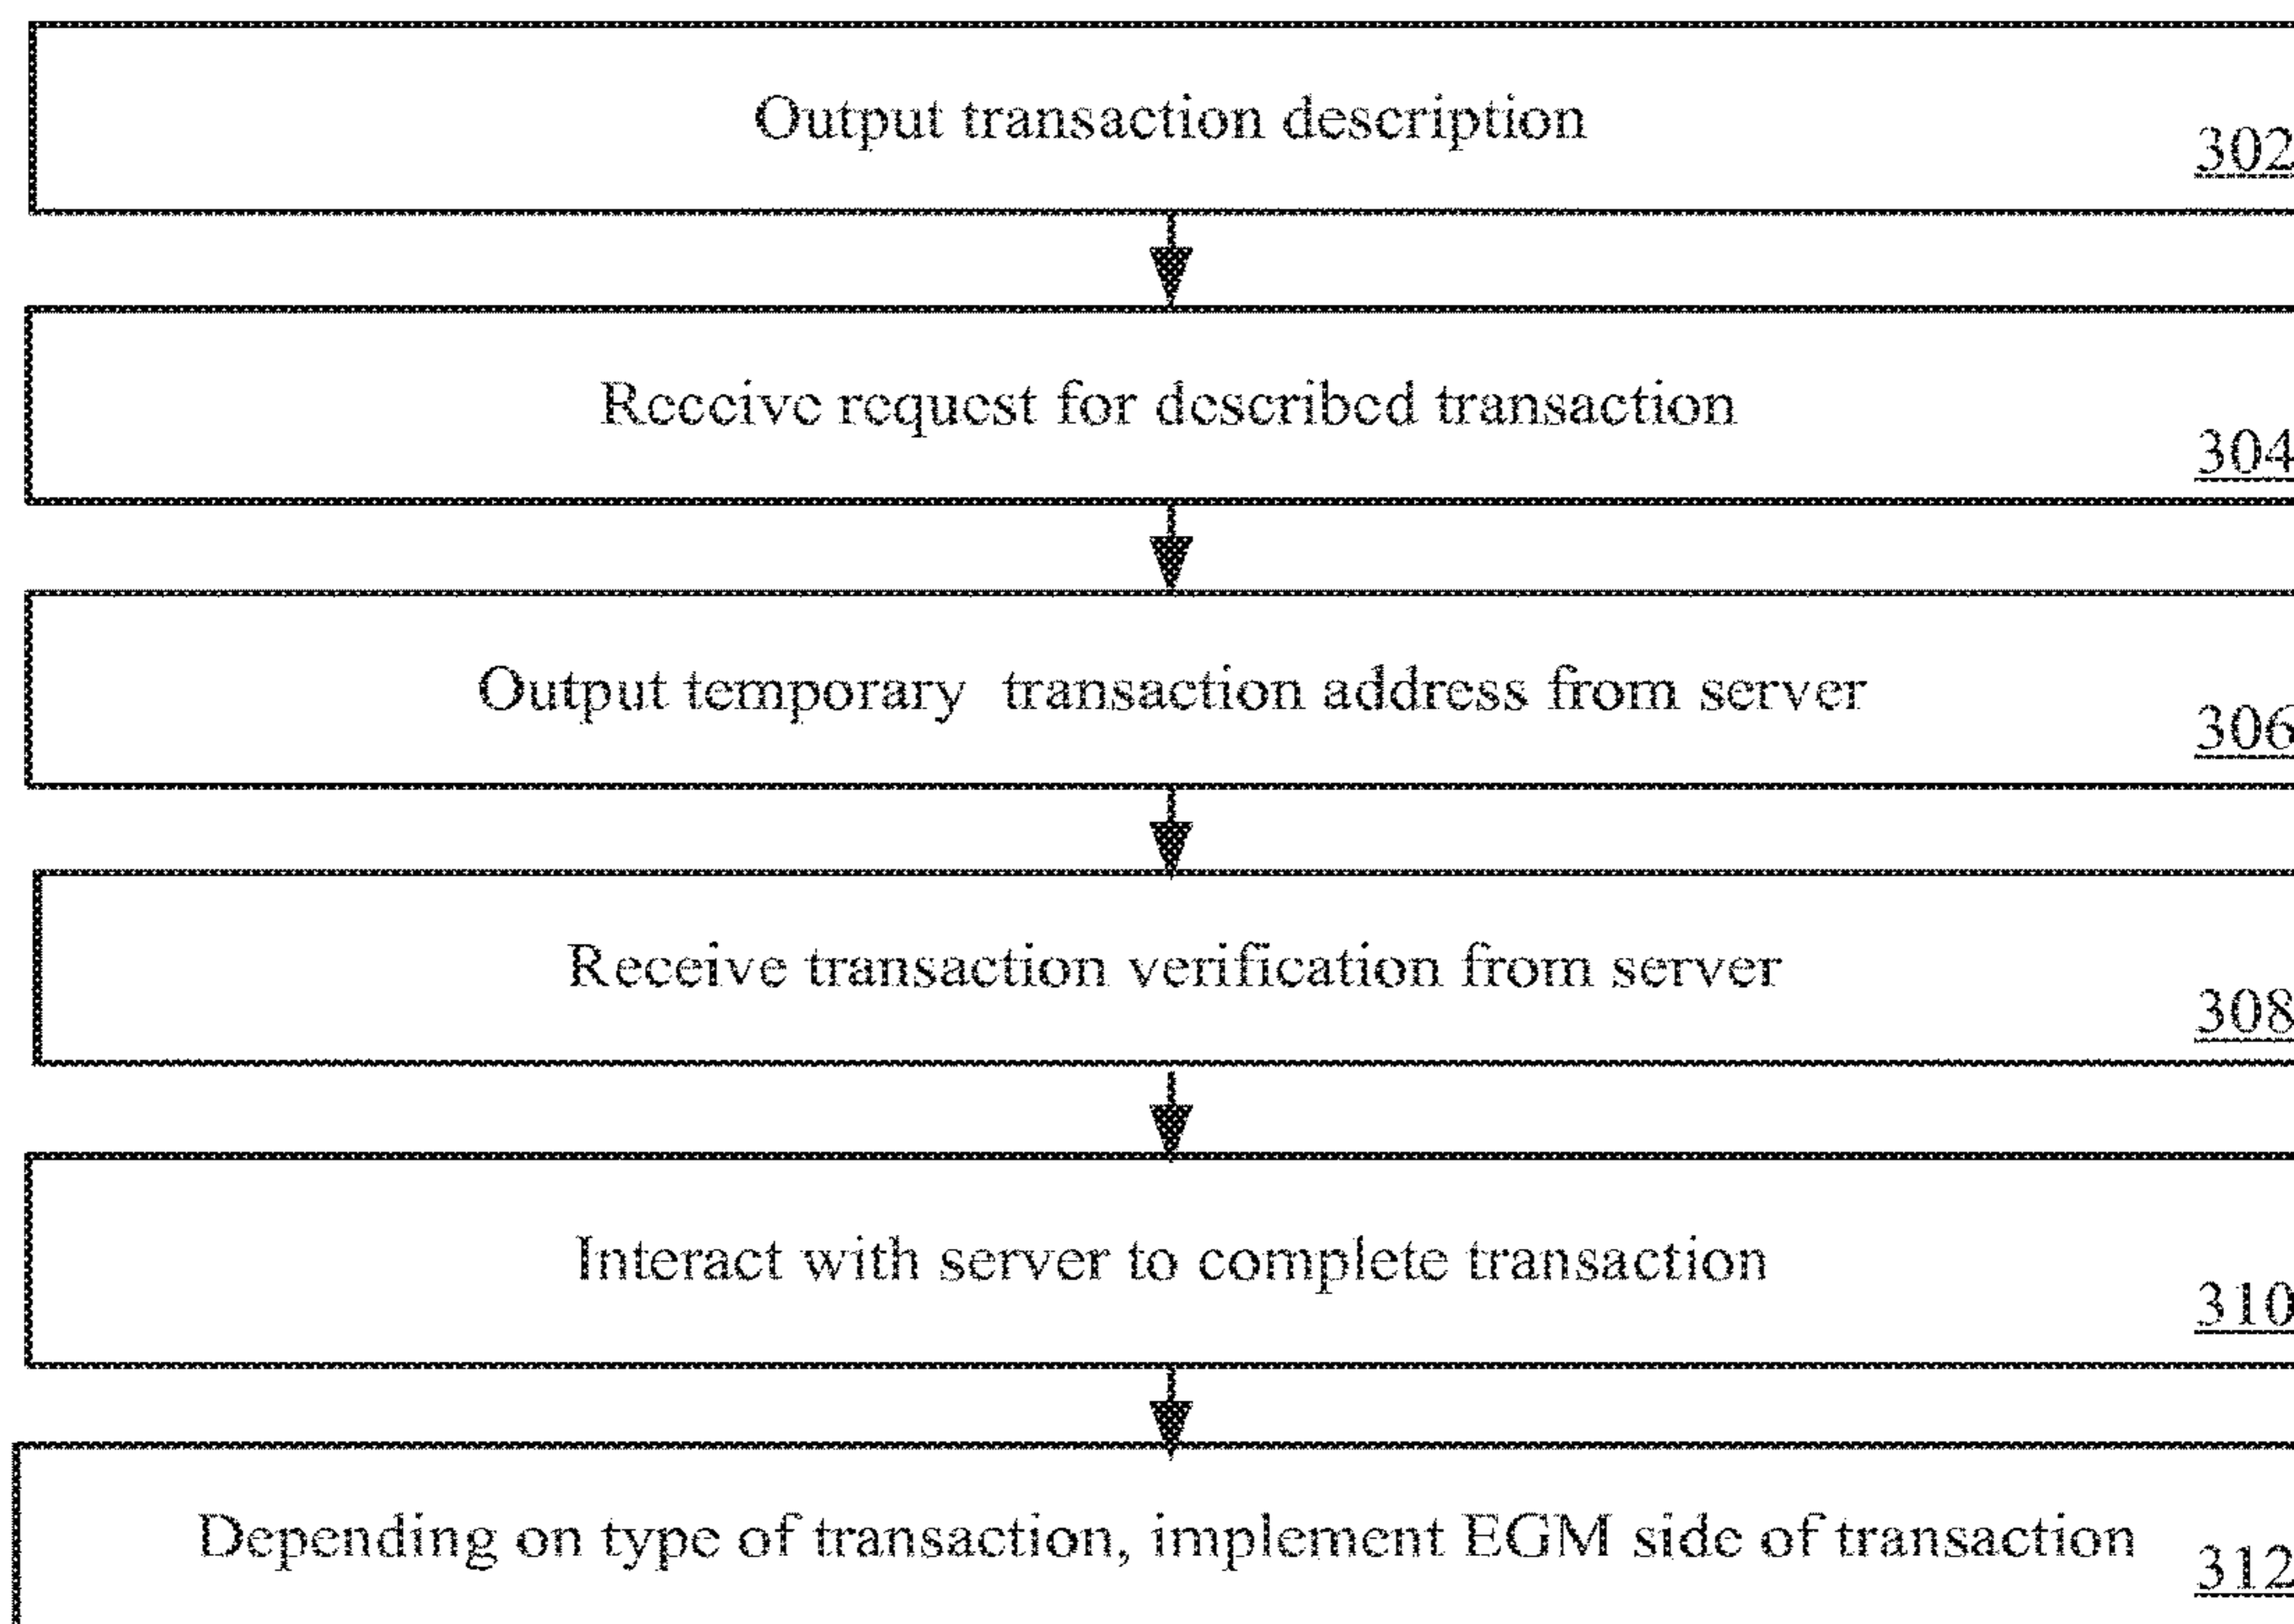 Output transaction description
302
Receive request for described transaction
304
Output temporary transaction address from server
306
Receive transaction verification from server
308
Interact with server to complete transaction
310
Depending on type of transaction, implement EGM side of transaction
312